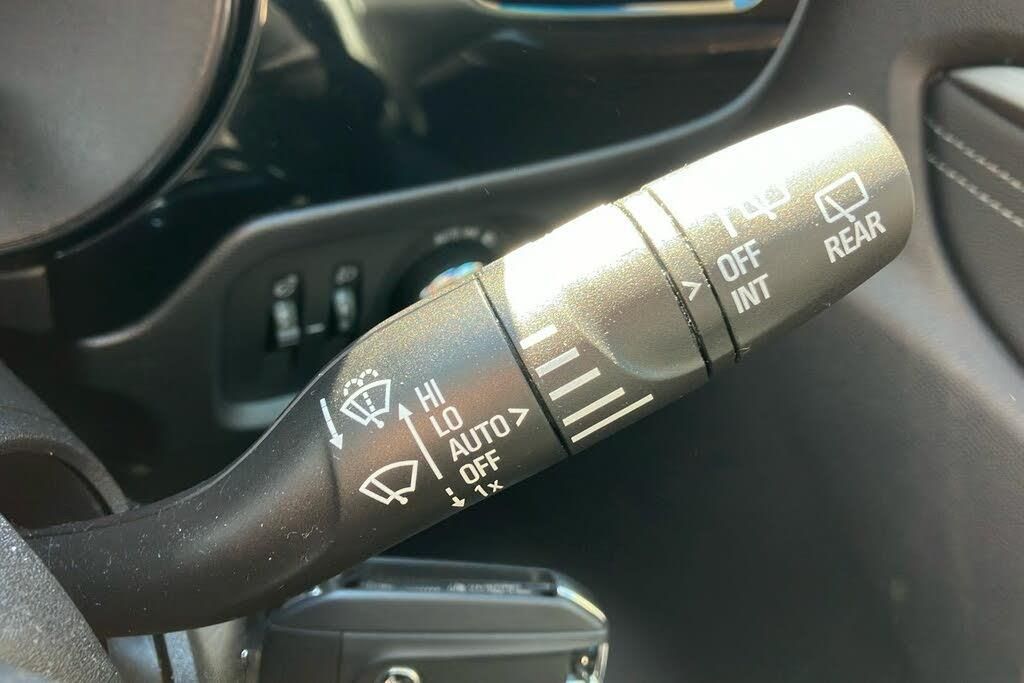 HI
LO
AUTO >
OFF
1x
>
OFF
INT
REAR